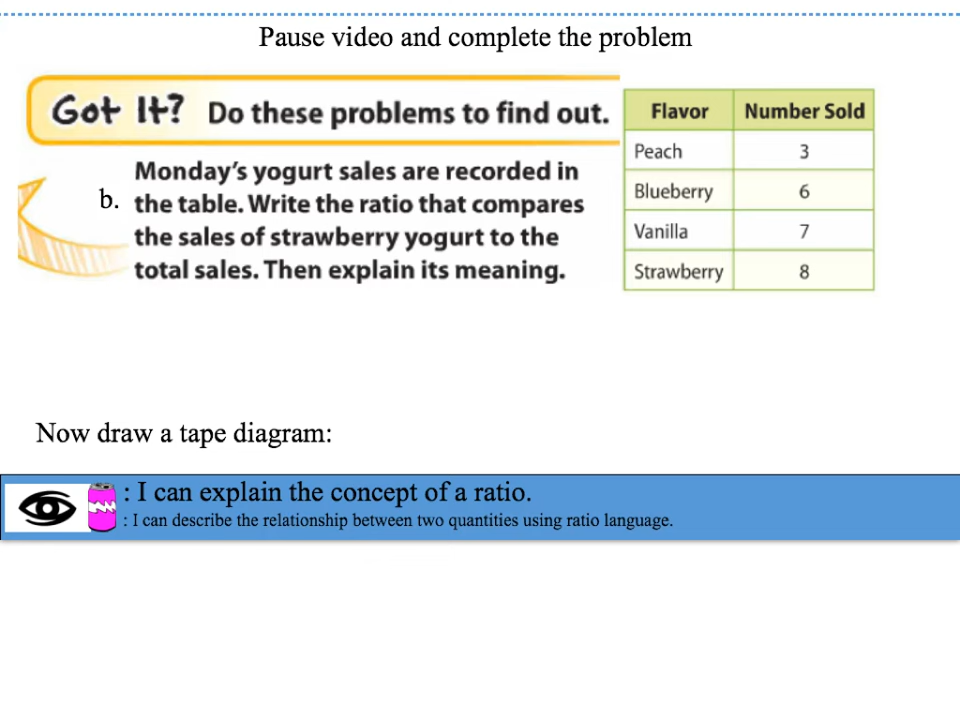 Pause video and complete the problem
Got It? Do these problems to find out.
b. Monday's yogurt sales are recorded in
the table. Write the ratio that compares
the sales of strawberry yogurt to the
total sales. Then explain its meaning.
Flavor Number Sold
Peach 3
Blueberry 6
Vanilla 7
Strawberry 8
Now draw a tape diagram:
: I can explain the concept of a ratio.
: I can describe the relationship between two quantities using ratio language.